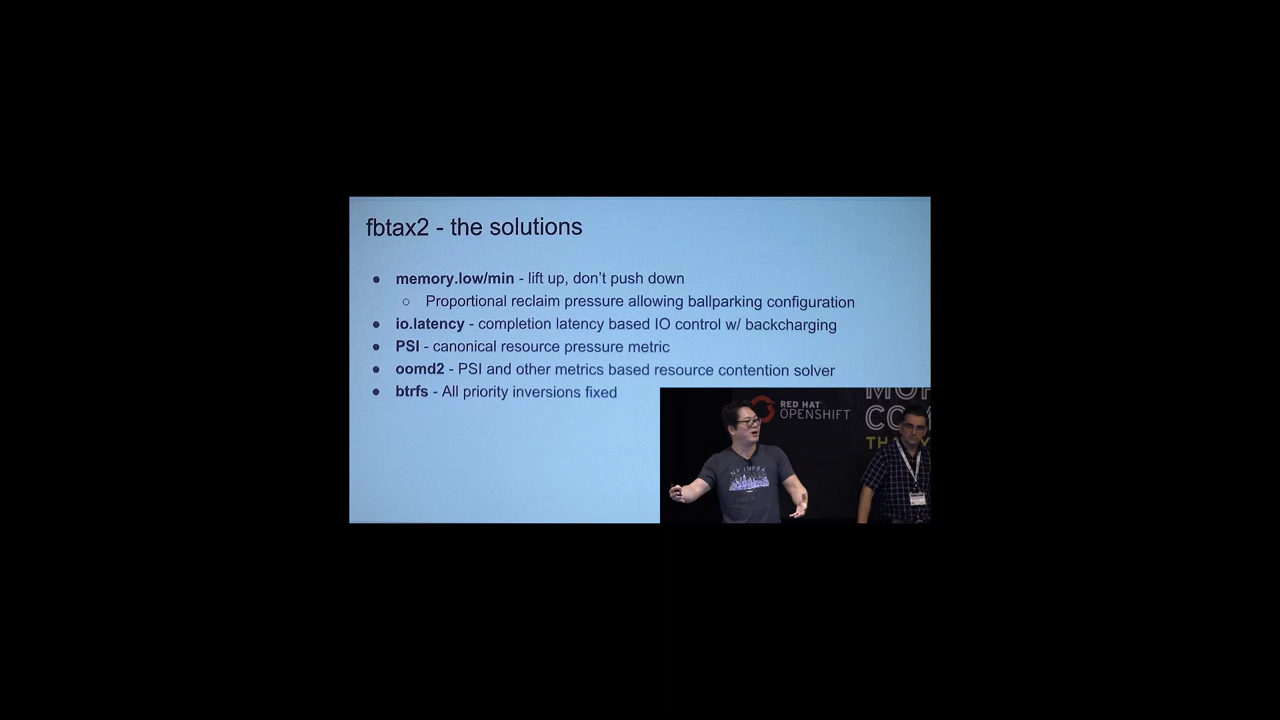 fbtax2 - the solutions
● memory.low/min - lift up, don't push down
○ Proportional reclaim pressure allowing ballparking configuration
● io.latency - completion latency based IO control w/ backcharging
● PSI - canonical resource pressure metric
● oomd2 - PSI and other metrics based resource contention solver
● btrfs - All priority inversions fixed
RED HAT
OPENSHIFT
NY INFRA